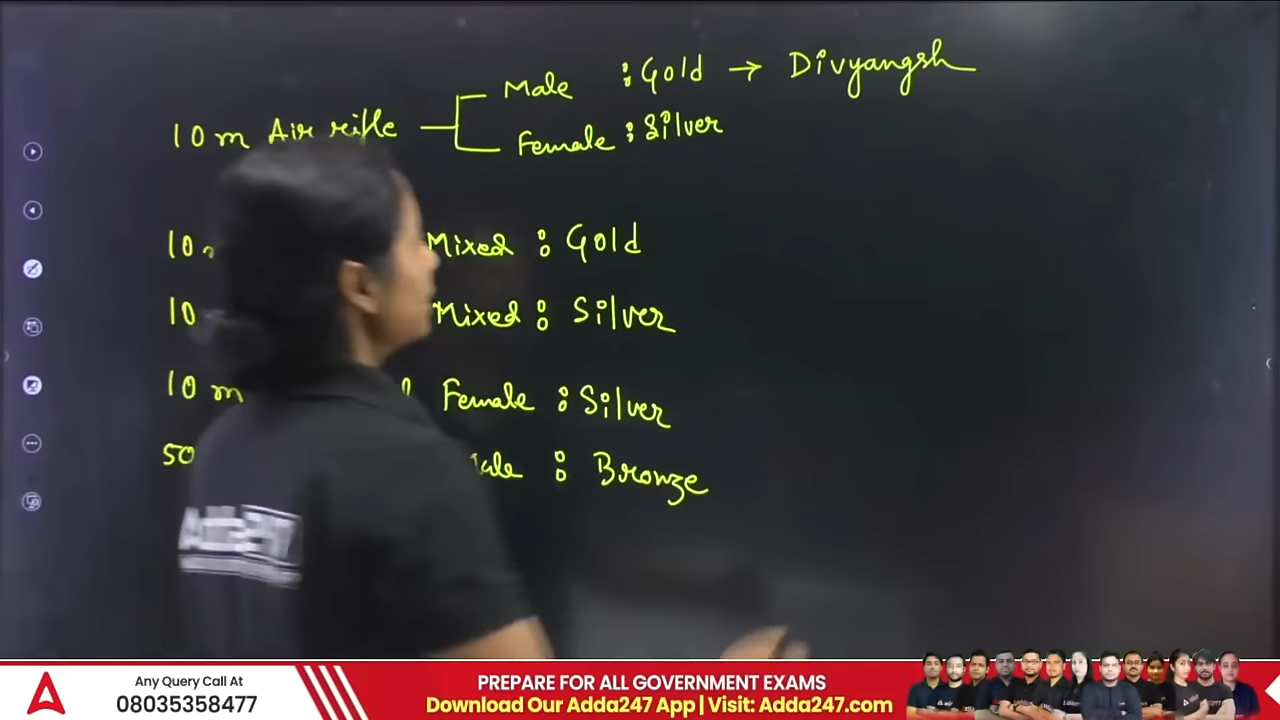 Male : Gold → Divyangsh
10 m Air rifle
Female : Silver
10 Mixed : Gold
10 Mixed : Silver
10 m Female : Silver
50 Male : Bronze
Adda247
Any Query Call At
08035358477
PREPARE FOR ALL GOVERNMENT EXAMS
Download Our Adda247 App | Visit: Adda247.com